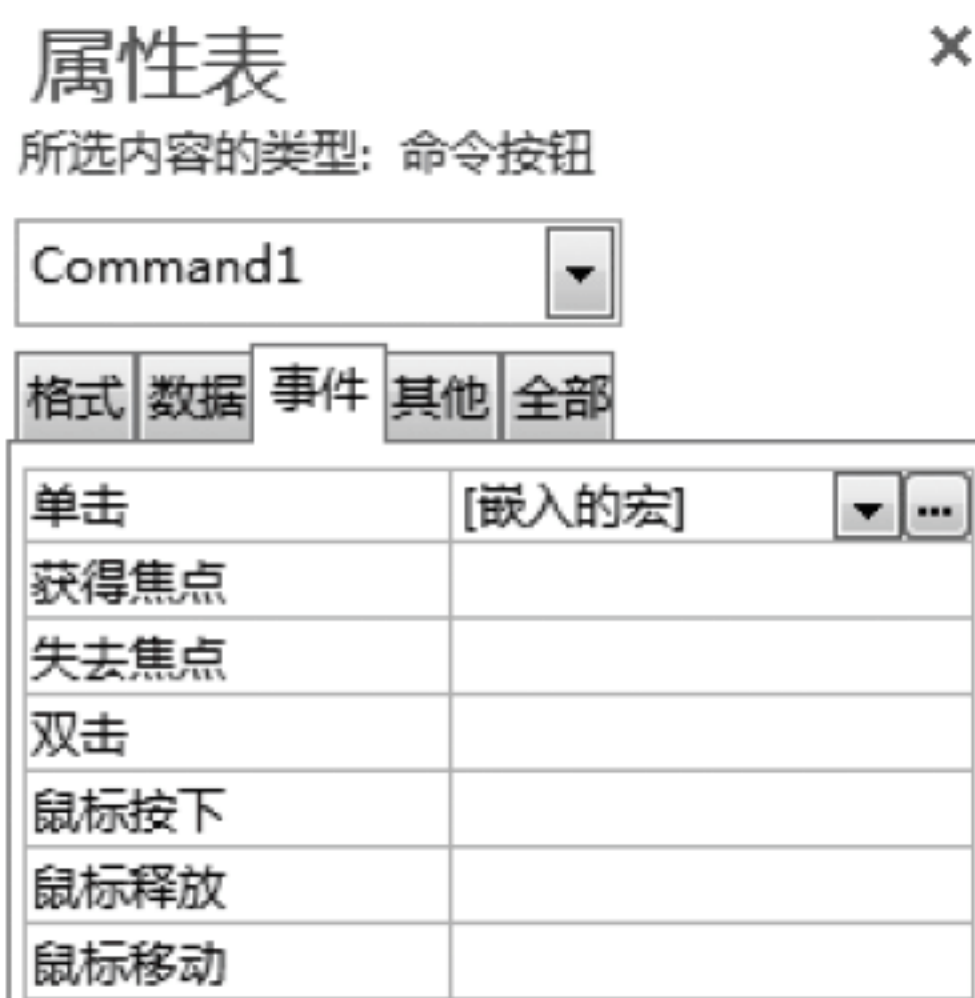 属性表
所选内容的类型: 命令按钮
Command1
格式 数据 事件 其他 全部
单击 [嵌入的宏]
获得焦点
失去焦点
双击
鼠标按下
鼠标释放
鼠标移动